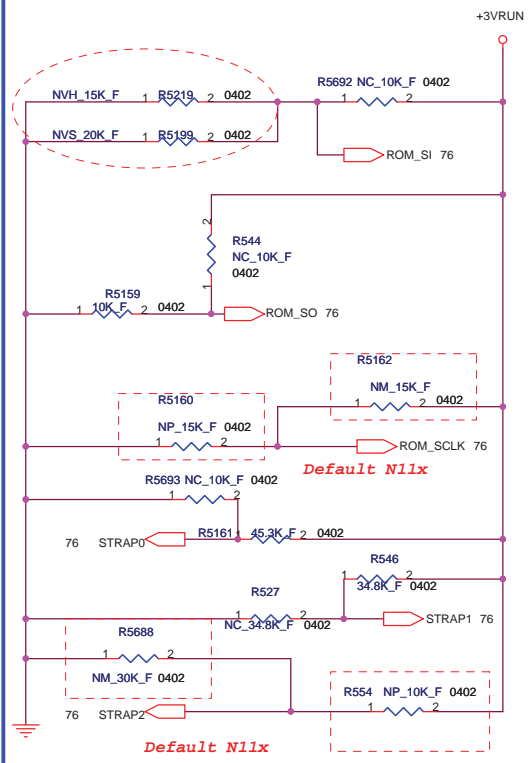 +3VRUN
R5692 NC_10K_F 0402
1 2
NVH_15K_F 1 R5219 2 0402
NVS_20K_F 1 R5199 2 0402
ROM_SI 76
2
R544
NC_10K_F
0402
1
R5159
10K_F
1 2 0402
ROM_SO 76
R5162
NM_15K_F
1 2 0402
R5160
NP_15K_F 0402
1 2
ROM_SCLK 76
Default N11x
R5693 NC_10K_F 0402
1 2
76 STRAP0
R5161 1 45.3K_F 2 0402
R546
1 2
34.8K_F 0402
R527
1 2
NC_34.8K_F 0402
STRAP1 76
R5688
1 2
NM_30K_F 0402
R554 NP_10K_F 0402
1 2
76 STRAP2
Default N11x